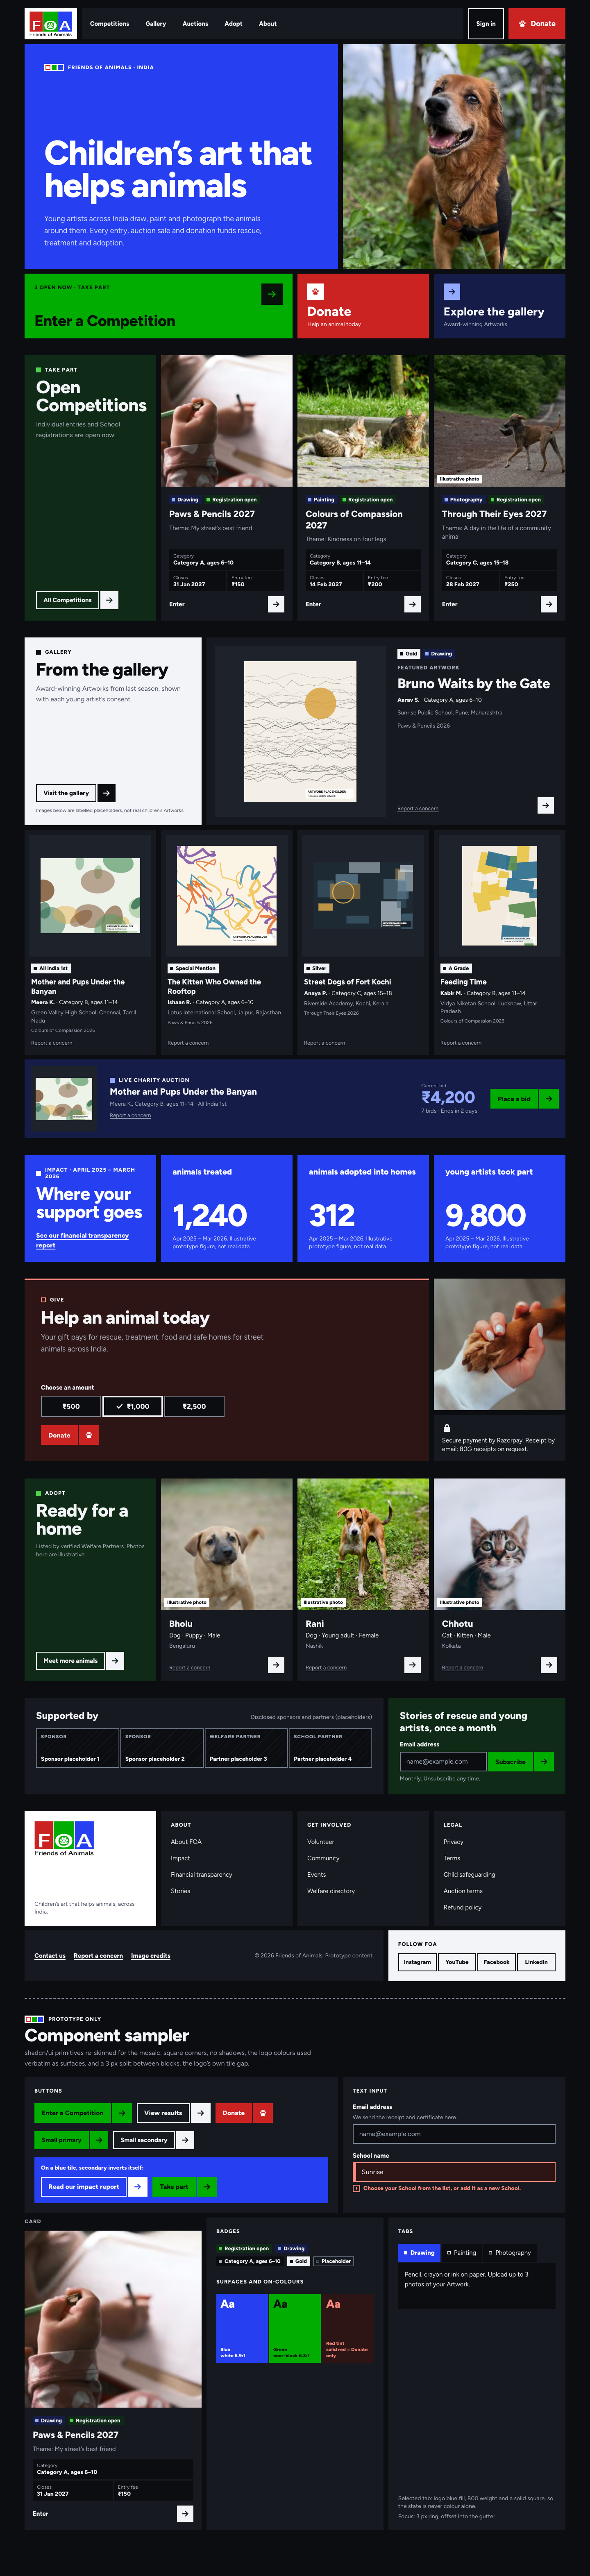 FOA
Friends of Animals
Competitions
Gallery
Auctions
Adopt
About
Sign in
Donate
FRIENDS OF ANIMALS · INDIA
Children's art that
helps animals
Young artists across India draw, paint and photograph the animals
around them. Every entry, auction sale and donation funds rescue,
treatment and adoption.
3 OPEN NOW · TAKE PART
Enter a Competition
Donate
Help an animal today
Explore the gallery
Award-winning Artworks
TAKE PART
Open
Competitions
Individual entries and School
registrations are open now.
All Competitions
Drawing
Registration open
Paws & Pencils 2027
Theme: My street's best friend
Category
Category A, ages 6–10
Closes
31 Jan 2027
Entry fee
₹150
Enter
Painting
Registration open
Colours of Compassion
2027
Theme: Kindness on four legs
Category
Category B, ages 11–14
Closes
14 Feb 2027
Entry fee
₹200
Enter
Illustrative photo
Photography
Registration open
Through Their Eyes 2027
Theme: A day in the life of a community
animal
Category
Category C, ages 15–18
Closes
28 Feb 2027
Entry fee
₹250
Enter
GALLERY
From the gallery
Award-winning Artworks from last season, shown
with each young artist's consent.
Visit the gallery
Images below are labelled placeholders, not real children's Artworks.
ARTWORK PLACEHOLDER
Gold
Drawing
FEATURED ARTWORK
Bruno Waits by the Gate
Aarav S. · Category A, ages 6–10
Sunrise Public School, Pune, Maharashtra
Paws & Pencils 2026
Report a concern
All India 1st
Mother and Pups Under the
Banyan
Meera K. · Category B, ages 11–14
Green Valley High School, Chennai, Tamil
Nadu
Colours of Compassion 2026
Report a concern
ARTWORK PLACEHOLDER
Special Mention
The Kitten Who Owned the
Rooftop
Ishaan R. · Category A, ages 6–10
Lotus International School, Jaipur, Rajasthan
Paws & Pencils 2026
Report a concern
Silver
Street Dogs of Fort Kochi
Anaya P. · Category C, ages 15–18
Riverside Academy, Kochi, Kerala
Through Their Eyes 2026
Report a concern
A Grade
Feeding Time
Kabir M. · Category B, ages 11–14
Vidya Niketan School, Lucknow, Uttar
Pradesh
Colours of Compassion 2026
Report a concern
LIVE CHARITY AUCTION
Mother and Pups Under the Banyan
Meera K., Category B, ages 11–14 · All India 1st
Report a concern
Current bid
₹4,200
7 bids · Ends in 2 days
Place a bid
IMPACT · APRIL 2025 – MARCH
2026
Where your
support goes
See our financial transparency
report
animals treated
1,240
Apr 2025 – Mar 2026. Illustrative
prototype figure, not real data.
animals adopted into homes
312
Apr 2025 – Mar 2026. Illustrative
prototype figure, not real data.
young artists took part
9,800
Apr 2025 – Mar 2026. Illustrative
prototype figure, not real data.
GIVE
Help an animal today
Your gift pays for rescue, treatment, food and safe homes for street
animals across India.
Choose an amount
₹500
₹1,000
₹2,500
Donate
Secure payment by Razorpay. Receipt by
email; 80G receipts on request.
ADOPT
Ready for a
home
Listed by verified Welfare Partners. Photos
here are illustrative.
Meet more animals
Illustrative photo
Bholu
Dog · Puppy · Male
Bengaluru
Report a concern
Illustrative photo
Rani
Dog · Young adult · Female
Nashik
Report a concern
Illustrative photo
Chhotu
Cat · Kitten · Male
Kolkata
Report a concern
Supported by
Disclosed sponsors and partners (placeholders)
SPONSOR
Sponsor placeholder 1
SPONSOR
Sponsor placeholder 2
WELFARE PARTNER
Partner placeholder 3
SCHOOL PARTNER
Partner placeholder 4
Stories of rescue and young
artists, once a month
Email address
name@example.com
Subscribe
Monthly. Unsubscribe any time.
FOA
Friends of Animals
Children's art that helps animals, across
India.
ABOUT
About FOA
Impact
Financial transparency
Stories
GET INVOLVED
Volunteer
Community
Events
Welfare directory
LEGAL
Privacy
Terms
Child safeguarding
Auction terms
Refund policy
Contact us
Report a concern
Image credits
© 2026 Friends of Animals. Prototype content.
FOLLOW FOA
Instagram
YouTube
Facebook
LinkedIn
PROTOTYPE ONLY
Component sampler
shadcn/ui primitives re-skinned for the mosaic: square corners, no shadows, the logo colours used
verbatim as surfaces, and a 3 px split between blocks, the logo's own tile gap.
BUTTONS
Enter a Competition
View results
Donate
Small primary
Small secondary
On a blue tile, secondary inverts itself:
Read our impact report
Take part
TEXT INPUT
Email address
We send the receipt and certificate here.
name@example.com
School name
Sunrise
Choose your School from the list, or add it as a new School.
CARD
Drawing
Registration open
Paws & Pencils 2027
Theme: My street's best friend
Category
Category A, ages 6–10
Closes
31 Jan 2027
Entry fee
₹150
Enter
BADGES
Registration open
Drawing
Category A, ages 6–10
Gold
Placeholder
SURFACES AND ON-COLOURS
Aa
Blue
white 6.9:1
Aa
Green
near-black 6.3:1
Aa
Red tint
solid red = Donate
only
TABS
Drawing
Painting
Photography
Pencil, crayon or ink on paper. Upload up to 3
photos of your Artwork.
Selected tab: logo blue fill, 800 weight and a solid square, so
the state is never colour alone.
Focus: 3 px ring, offset into the gutter.